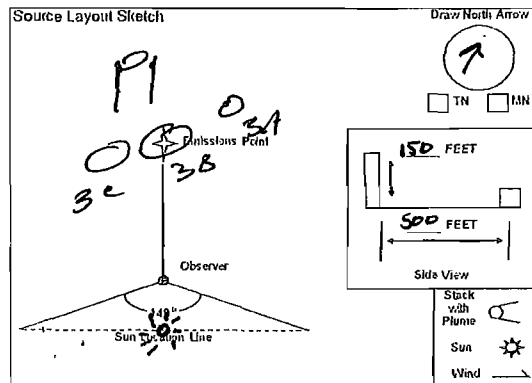 Source Layout Sketch
Draw North Arrow
TN MN
3A
Emissions Point
3B
3C
150 FEET
500 FEET
Side View
Observer
140°
Sun Location Line
Stack with Plume
Sun
Wind